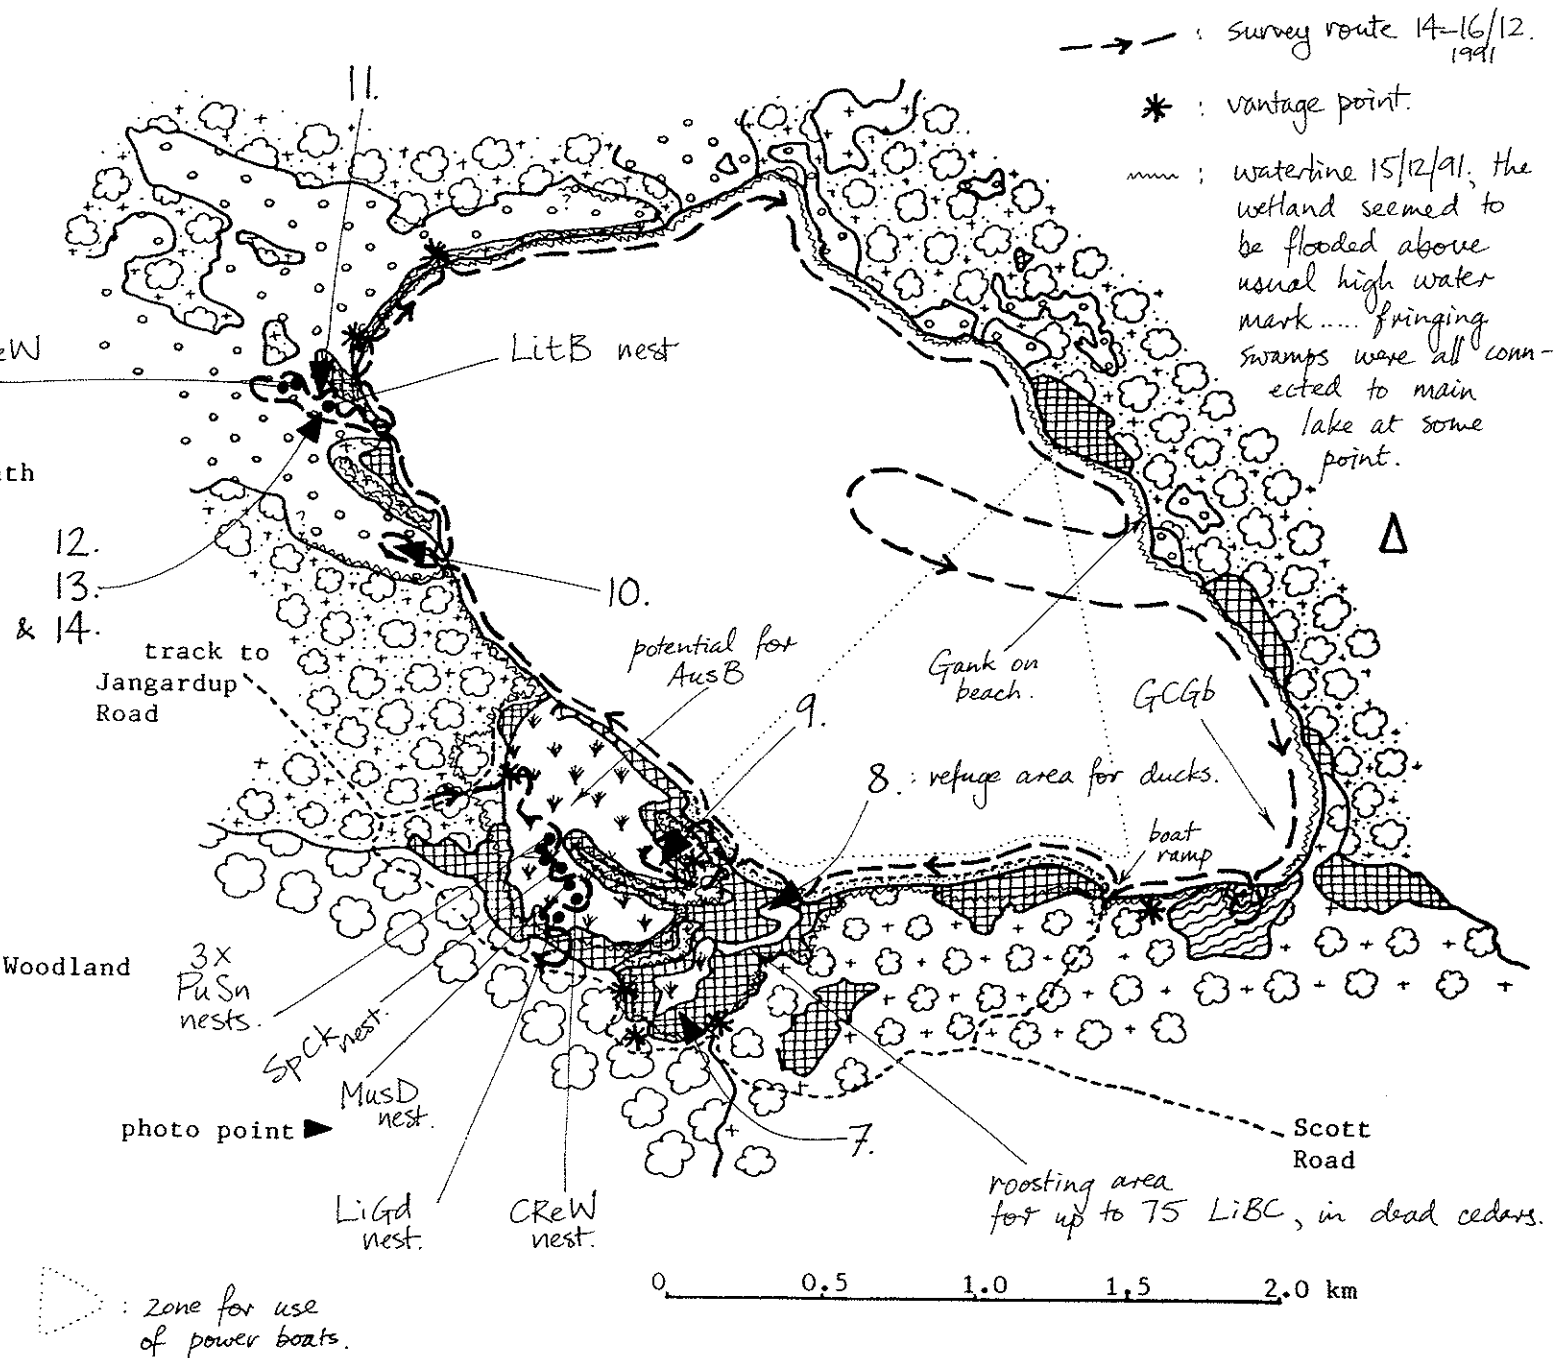 : survey route 14-16/12.
1991
: vantage point.
: waterline 15/12/91; the
wetland seemed to
be flooded above
usual high water
mark ..... fringing
swamps were all conn-
ected to main
lake at some
point.
11.
eW
LitB nest
ath
12.
13.
& 14.
10.
track to
Jangardup
Road
potential for
AusB
9.
Gank on
beach.
GCGb
8. : refuge area for ducks.
boat
ramp
Woodland
3x
PuSn
nests.
SpCk nest.
MusD
nest.
photo point
7.
Scott
Road
LiGd
nest.
CReW
nest.
roosting area
for up to 75 LiBC, in dead cedars.
0 0.5 1.0 1.5 2.0 km
: zone for use
of power boats.